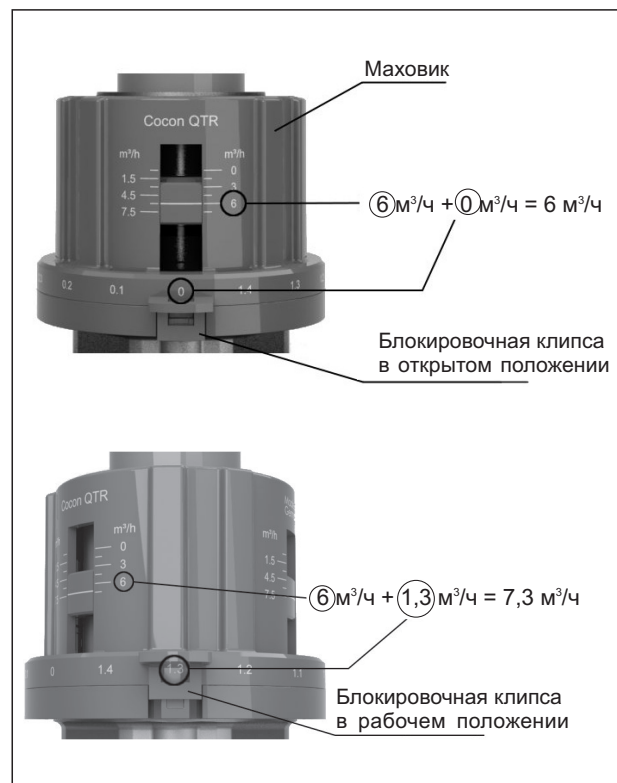 Маховик
Cocon QTR
m³/h m³/h
1.5 0
4.5 3
7.5 6
6 м³/ч + 0 м³/ч = 6 м³/ч
0.2 0.1 0 1.4 1.3
Блокировочная клипса
в открытом положении
Cocon QTR
m³/h
0
3
6
1.5
4.5
7.5
6 м³/ч + 1,3 м³/ч = 7,3 м³/ч
0 1.4 1.3 1.2 1.1
Блокировочная клипса
в рабочем положении